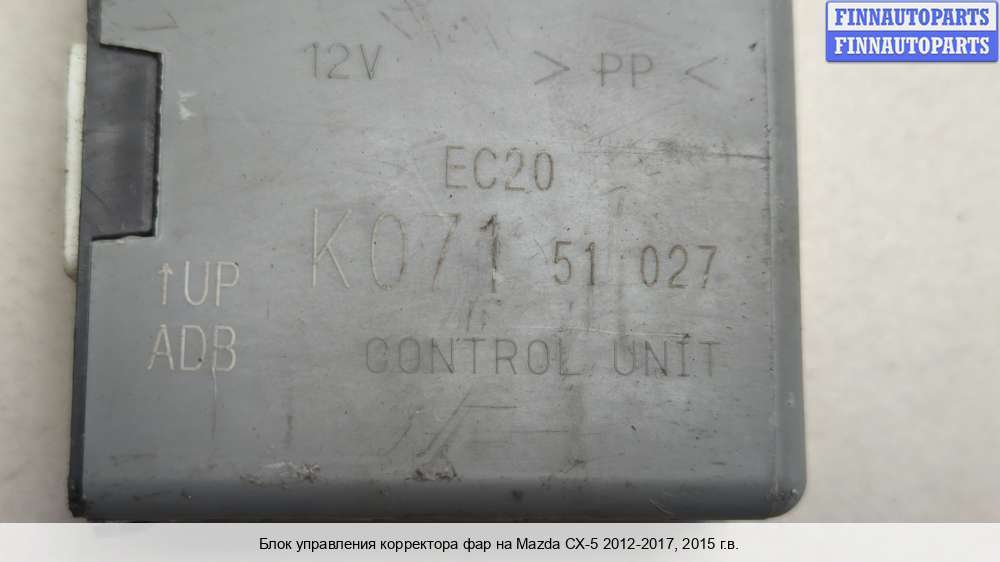 FINNAUTOPARTS
FINNAUTOPARTS
12V > PP <
EC20
K071 51 027
↑UP
ADB
CONTROL UNIT
Блок управления корректора фар на Mazda CX-5 2012-2017, 2015 г.в.